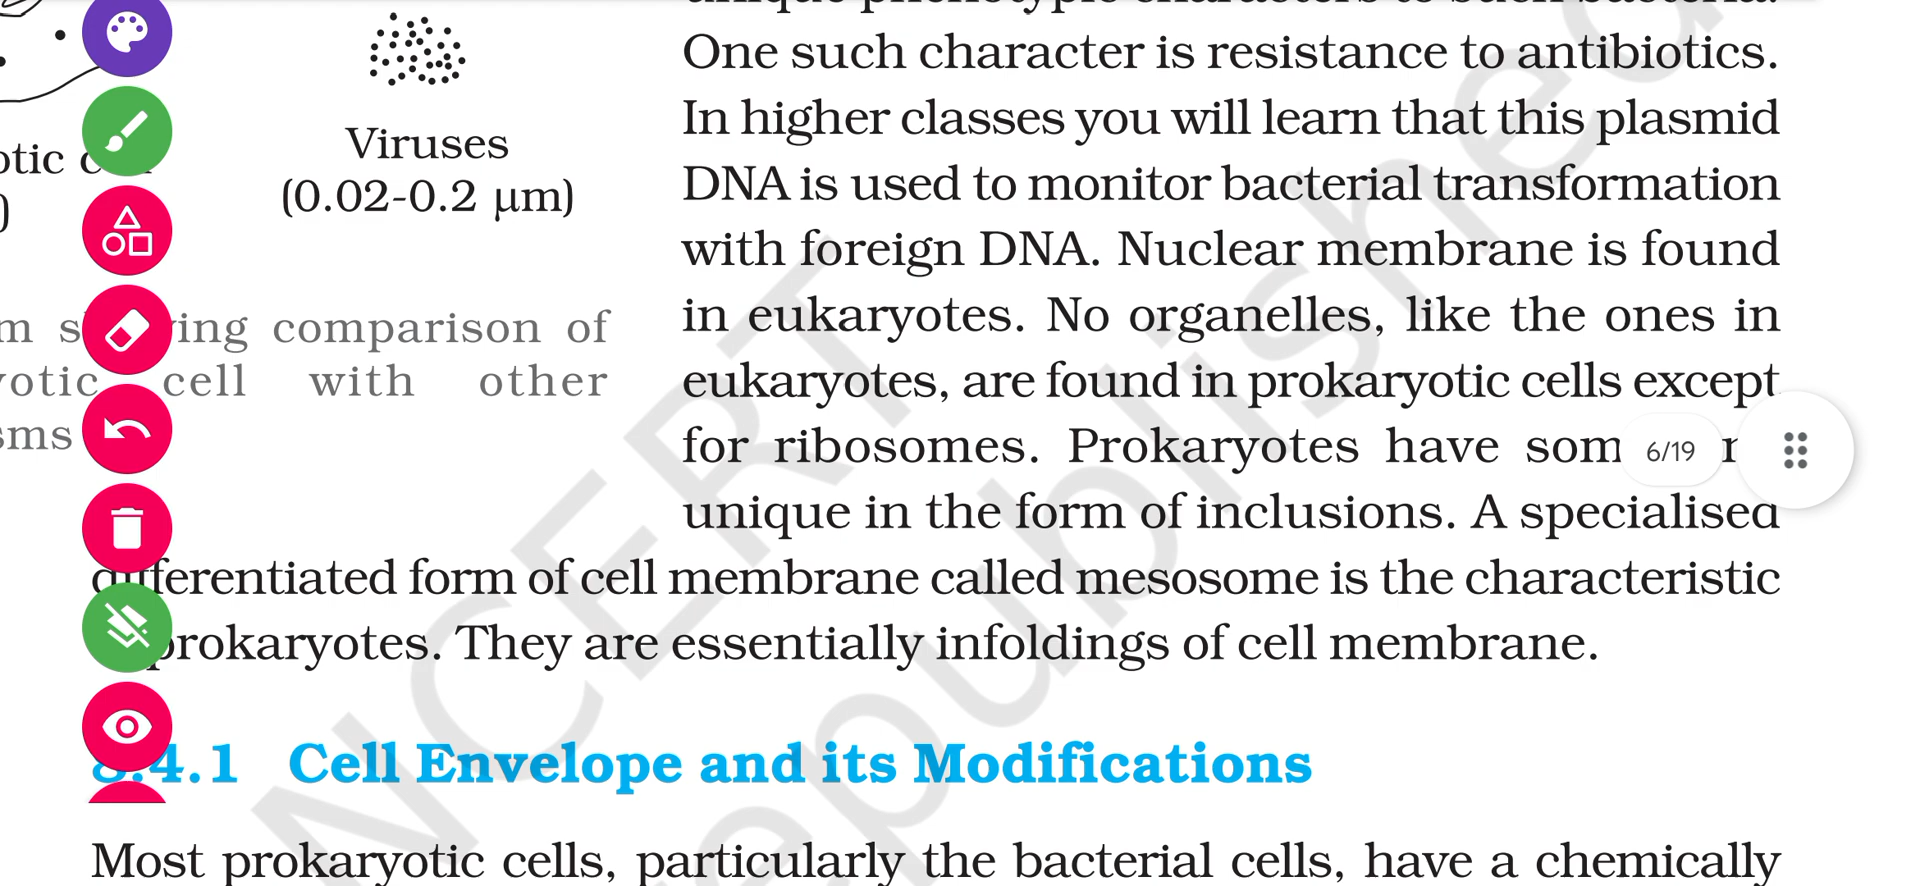 One such character is resistance to antibiotics.
In higher classes you will learn that this plasmid
DNA is used to monitor bacterial transformation
with foreign DNA. Nuclear membrane is found
in eukaryotes. No organelles, like the ones in
eukaryotes, are found in prokaryotic cells except
for ribosomes. Prokaryotes have
unique in the form of inclusions. A specialised
differentiated form of cell membrane called mesosome is the characteristic
prokaryotes. They are essentially infoldings of cell membrane.
Viruses
(0.02-0.2 µm)
comparison of
cell with other
6/19
4.1 Cell Envelope and its Modifications
Most prokaryotic cells, particularly the bacterial cells, have a chemically
NCERT
republished